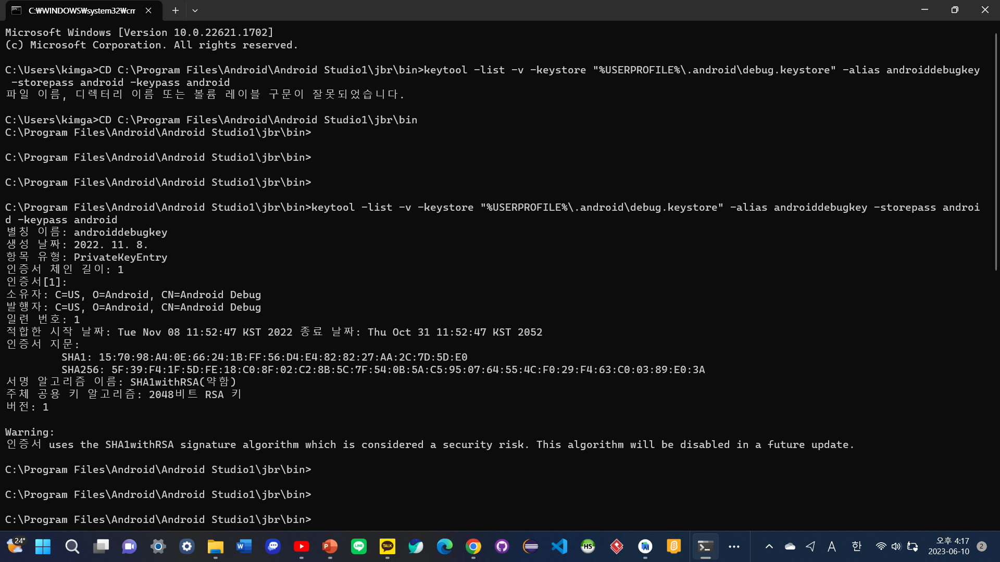 C:₩WINDOWS₩system32₩cm
Microsoft Windows [Version 10.0.22621.1702]
(c) Microsoft Corporation. All rights reserved.
C:\Users\kimga>CD C:\Program Files\Android\Android Studio1\jbr\bin>keytool -list -v -keystore "%USERPROFILE%\.android\debug.keystore" -alias androiddebugkey
-storepass android -keypass android
파일 이름, 디렉터리 이름 또는 볼륨 레이블 구문이 잘못되었습니다.
C:\Users\kimga>CD C:\Program Files\Android\Android Studio1\jbr\bin
C:\Program Files\Android\Android Studio1\jbr\bin>
C:\Program Files\Android\Android Studio1\jbr\bin>
C:\Program Files\Android\Android Studio1\jbr\bin>
C:\Program Files\Android\Android Studio1\jbr\bin>keytool -list -v -keystore "%USERPROFILE%\.android\debug.keystore" -alias androiddebugkey -storepass androi
d -keypass android
별칭 이름: androiddebugkey
생성 날짜: 2022. 11. 8.
항목 유형: PrivateKeyEntry
인증서 체인 길이: 1
인증서[1]:
소유자: C=US, O=Android, CN=Android Debug
발행자: C=US, O=Android, CN=Android Debug
일련 번호: 1
적합한 시작 날짜: Tue Nov 08 11:52:47 KST 2022 종료 날짜: Thu Oct 31 11:52:47 KST 2052
인증서 지문:
SHA1: 15:70:98:A4:0E:66:24:1B:FF:56:D4:E4:82:82:27:AA:2C:7D:5D:E0
SHA256: 5F:39:F4:1F:5D:FE:18:C0:8F:02:C2:8B:5C:7F:54:0B:5A:C5:95:07:64:55:4C:F0:29:F4:63:C0:03:89:E0:3A
서명 알고리즘 이름: SHA1withRSA(약함)
주체 공용 키 알고리즘: 2048비트 RSA 키
버전: 1
Warning:
인증서 uses the SHA1withRSA signature algorithm which is considered a security risk. This algorithm will be disabled in a future update.
C:\Program Files\Android\Android Studio1\jbr\bin>
C:\Program Files\Android\Android Studio1\jbr\bin>
C:\Program Files\Android\Android Studio1\jbr\bin>
24°
W
P
LINE
TALK
HS
A
한
오후 4:17
2023-06-10
2